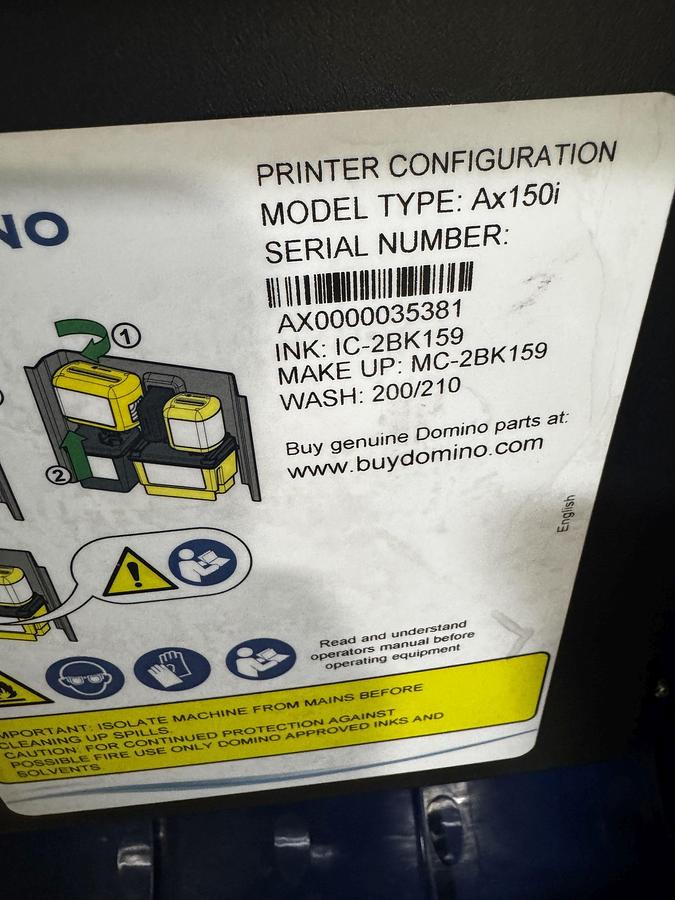 NO
PRINTER CONFIGURATION
MODEL TYPE: Ax150i
SERIAL NUMBER:
AX0000035381
INK: IC-2BK159
MAKE UP: MC-2BK159
WASH: 200/210
Buy genuine Domino parts at:
www.buydomino.com
English
1
2
Read and understand
operators manual before
operating equipment
MPORTANT: ISOLATE MACHINE FROM MAINS BEFORE
CLEANING UP SPILLS.
CAUTION: FOR CONTINUED PROTECTION AGAINST
POSSIBLE FIRE USE ONLY DOMINO APPROVED INKS AND
SOLVENTS